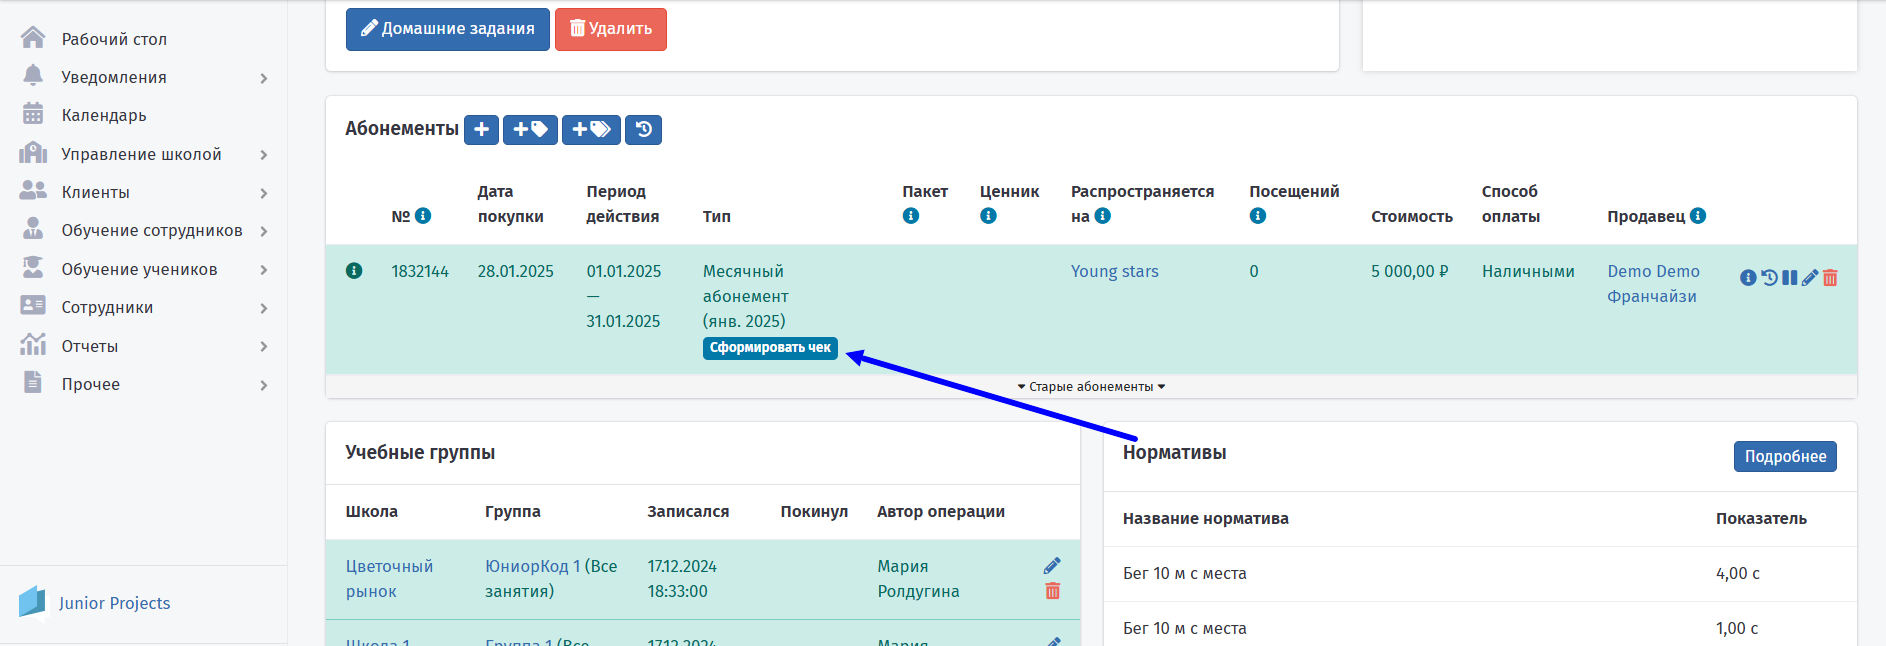 Домашние задания
Удалить
Рабочий стол
Уведомления
Календарь
Управление школой
Клиенты
Обучение сотрудников
Обучение учеников
Сотрудники
Отчеты
Прочее
Junior Projects
Абонементы
№
Дата
покупки
Период
действия
Тип
Пакет
Ценник
Распространяется
на
Посещений
Стоимость
Способ
оплаты
Продавец
1832144
28.01.2025
01.01.2025
—
31.01.2025
Месячный
абонемент
(янв. 2025)
Сформировать чек
Young stars
0
5 000,00 ₽
Наличными
Demo Demo
Франчайзи
Старые абонементы
Учебные группы
Школа
Группа
Записался
Покинул
Автор операции
Цветочный
рынок
ЮниорКод 1 (Все
занятия)
17.12.2024
18:33:00
Мария
Ролдугина
Школа 1
Группа 1 (Все
17.12.2024
Мария
Нормативы
Подробнее
Название норматива
Показатель
Бег 10 м с места
4,00 с
Бег 10 м с места
1,00 с